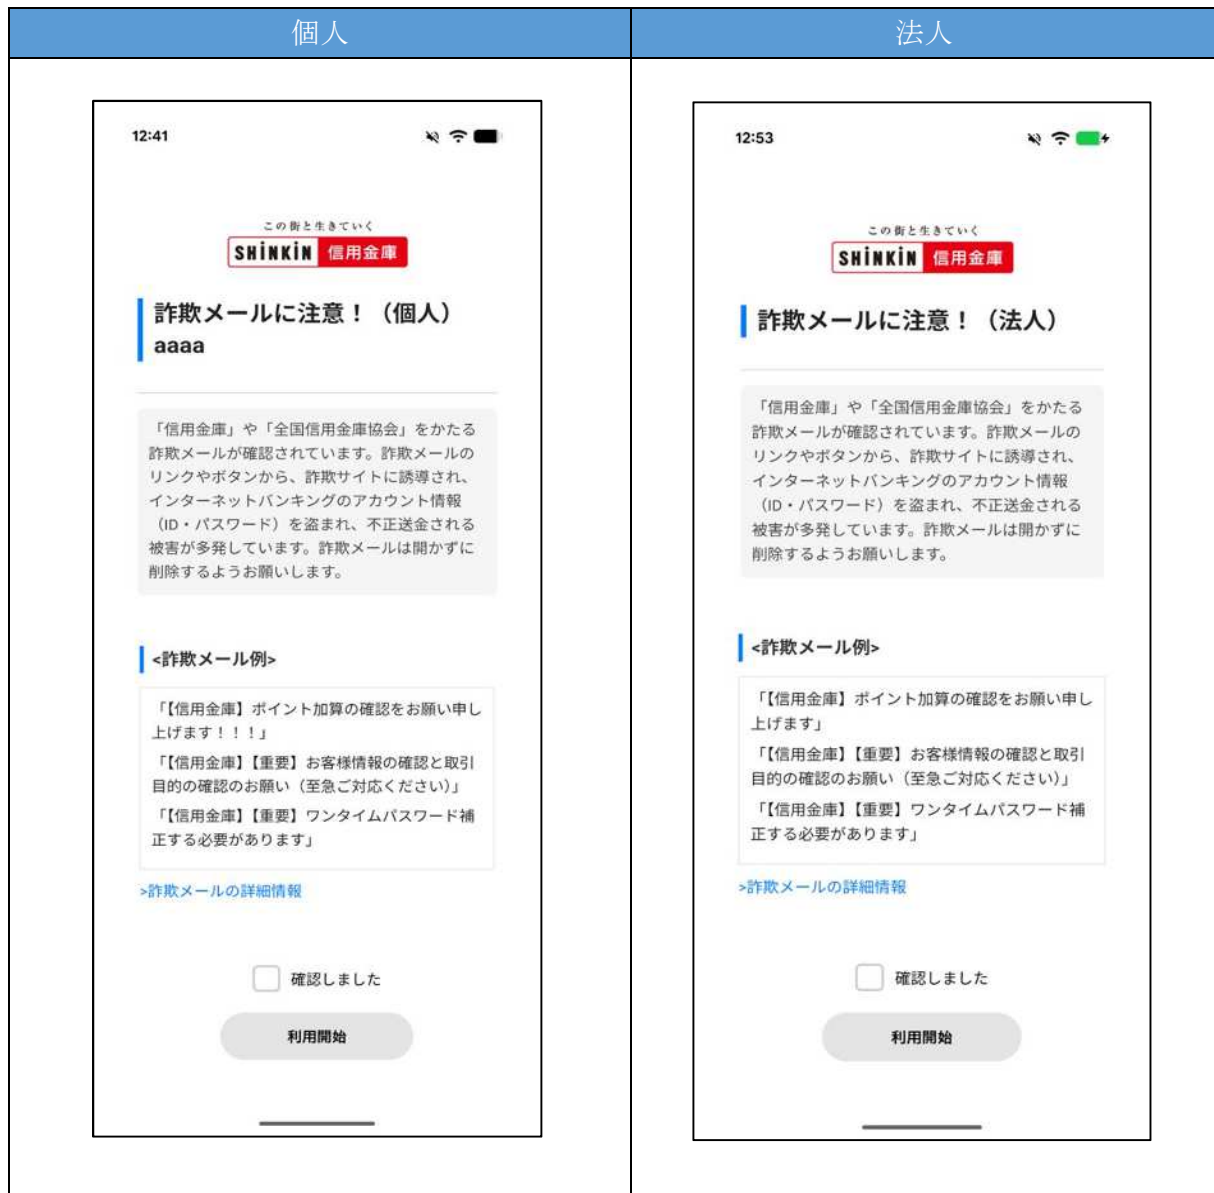 個人
法人
12:41
この街と生きていく
SHiNKiN 信用金庫
詐欺メールに注意！（個人）
aaaa
「信用金庫」や「全国信用金庫協会」をかたる
詐欺メールが確認されています。詐欺メールの
リンクやボタンから、詐欺サイトに誘導され、
インターネットバンキングのアカウント情報
（ID・パスワード）を盗まれ、不正送金される
被害が多発しています。詐欺メールは開かずに
削除するようお願いします。
<詐欺メール例>
「【信用金庫】ポイント加算の確認をお願い申し
上げます！！！」
「【信用金庫】【重要】お客様情報の確認と取引
目的の確認のお願い（至急ご対応ください）」
「【信用金庫】【重要】ワンタイムパスワード補
正する必要があります」
>詐欺メールの詳細情報
確認しました
利用開始
12:53
この街と生きていく
SHiNKiN 信用金庫
詐欺メールに注意！（法人）
「信用金庫」や「全国信用金庫協会」をかたる
詐欺メールが確認されています。詐欺メールの
リンクやボタンから、詐欺サイトに誘導され、
インターネットバンキングのアカウント情報
（ID・パスワード）を盗まれ、不正送金される
被害が多発しています。詐欺メールは開かずに
削除するようお願いします。
<詐欺メール例>
「【信用金庫】ポイント加算の確認をお願い申し
上げます」
「【信用金庫】【重要】お客様情報の確認と取引
目的の確認のお願い（至急ご対応ください）」
「【信用金庫】【重要】ワンタイムパスワード補
正する必要があります」
>詐欺メールの詳細情報
確認しました
利用開始